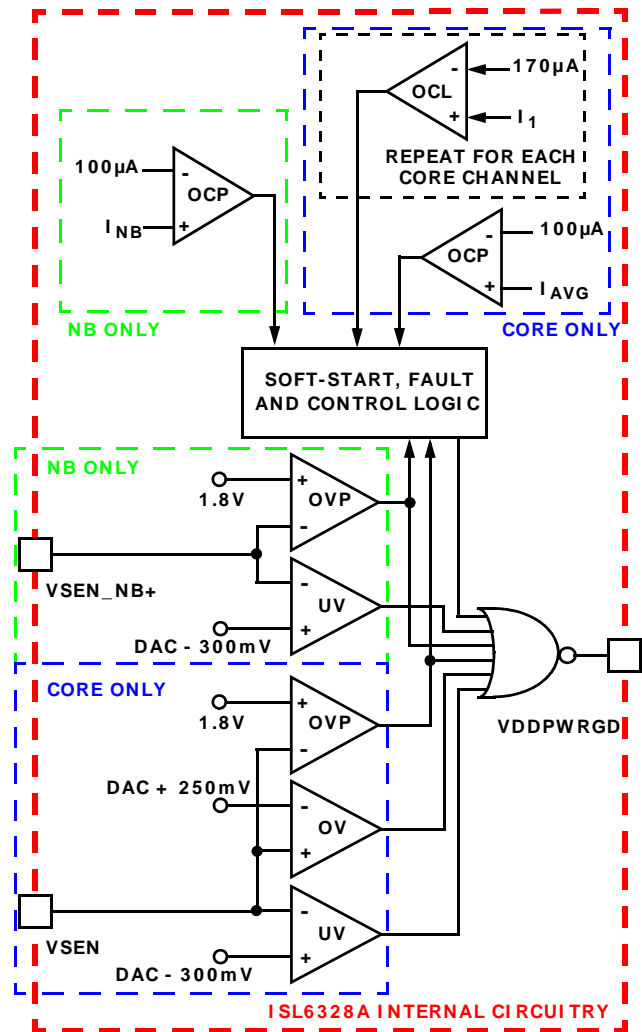 -
170µA
OCL
+
I1
REPEAT FOR EACH
CORE CHANNEL
100µA
-
OCP
INB
+
-
100µA
OCP
+
IAVG
NB ONLY
CORE ONLY
SOFT-START, FAULT
AND CONTROL LOGIC
NB ONLY
+
1.8V
OVP
-
VSEN_NB+
-
UV
+
DAC - 300mV
CORE ONLY
+
1.8V
OVP
-
VDDPWRGD
DAC + 250mV
-
OV
+
-
VSEN
UV
+
DAC - 300mV
ISL6328A INTERNAL CIRCUITRY